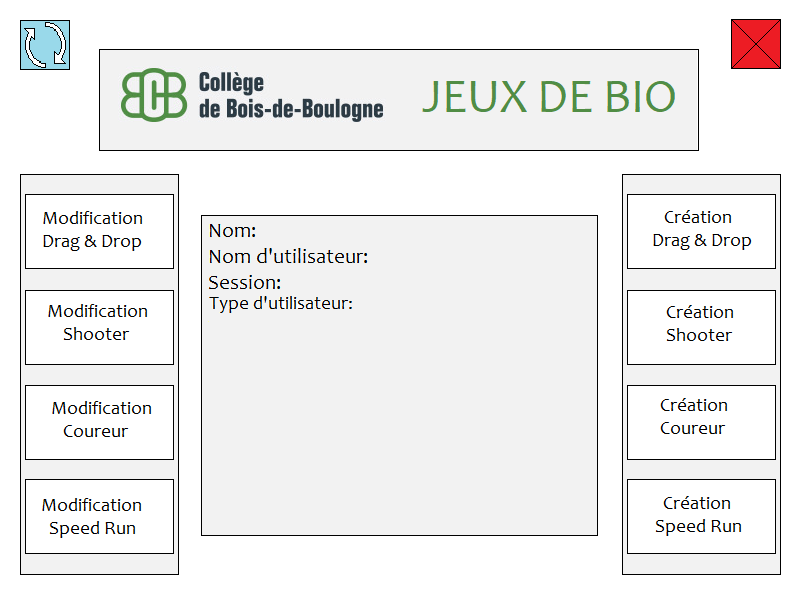 Collège
de Bois-de-Boulogne
JEUX DE BIO
Modification
Drag & Drop
Modification
Shooter
Modification
Coureur
Modification
Speed Run
Nom:
Nom d'utilisateur:
Session:
Type d'utilisateur:
Création
Drag & Drop
Création
Shooter
Création
Coureur
Création
Speed Run